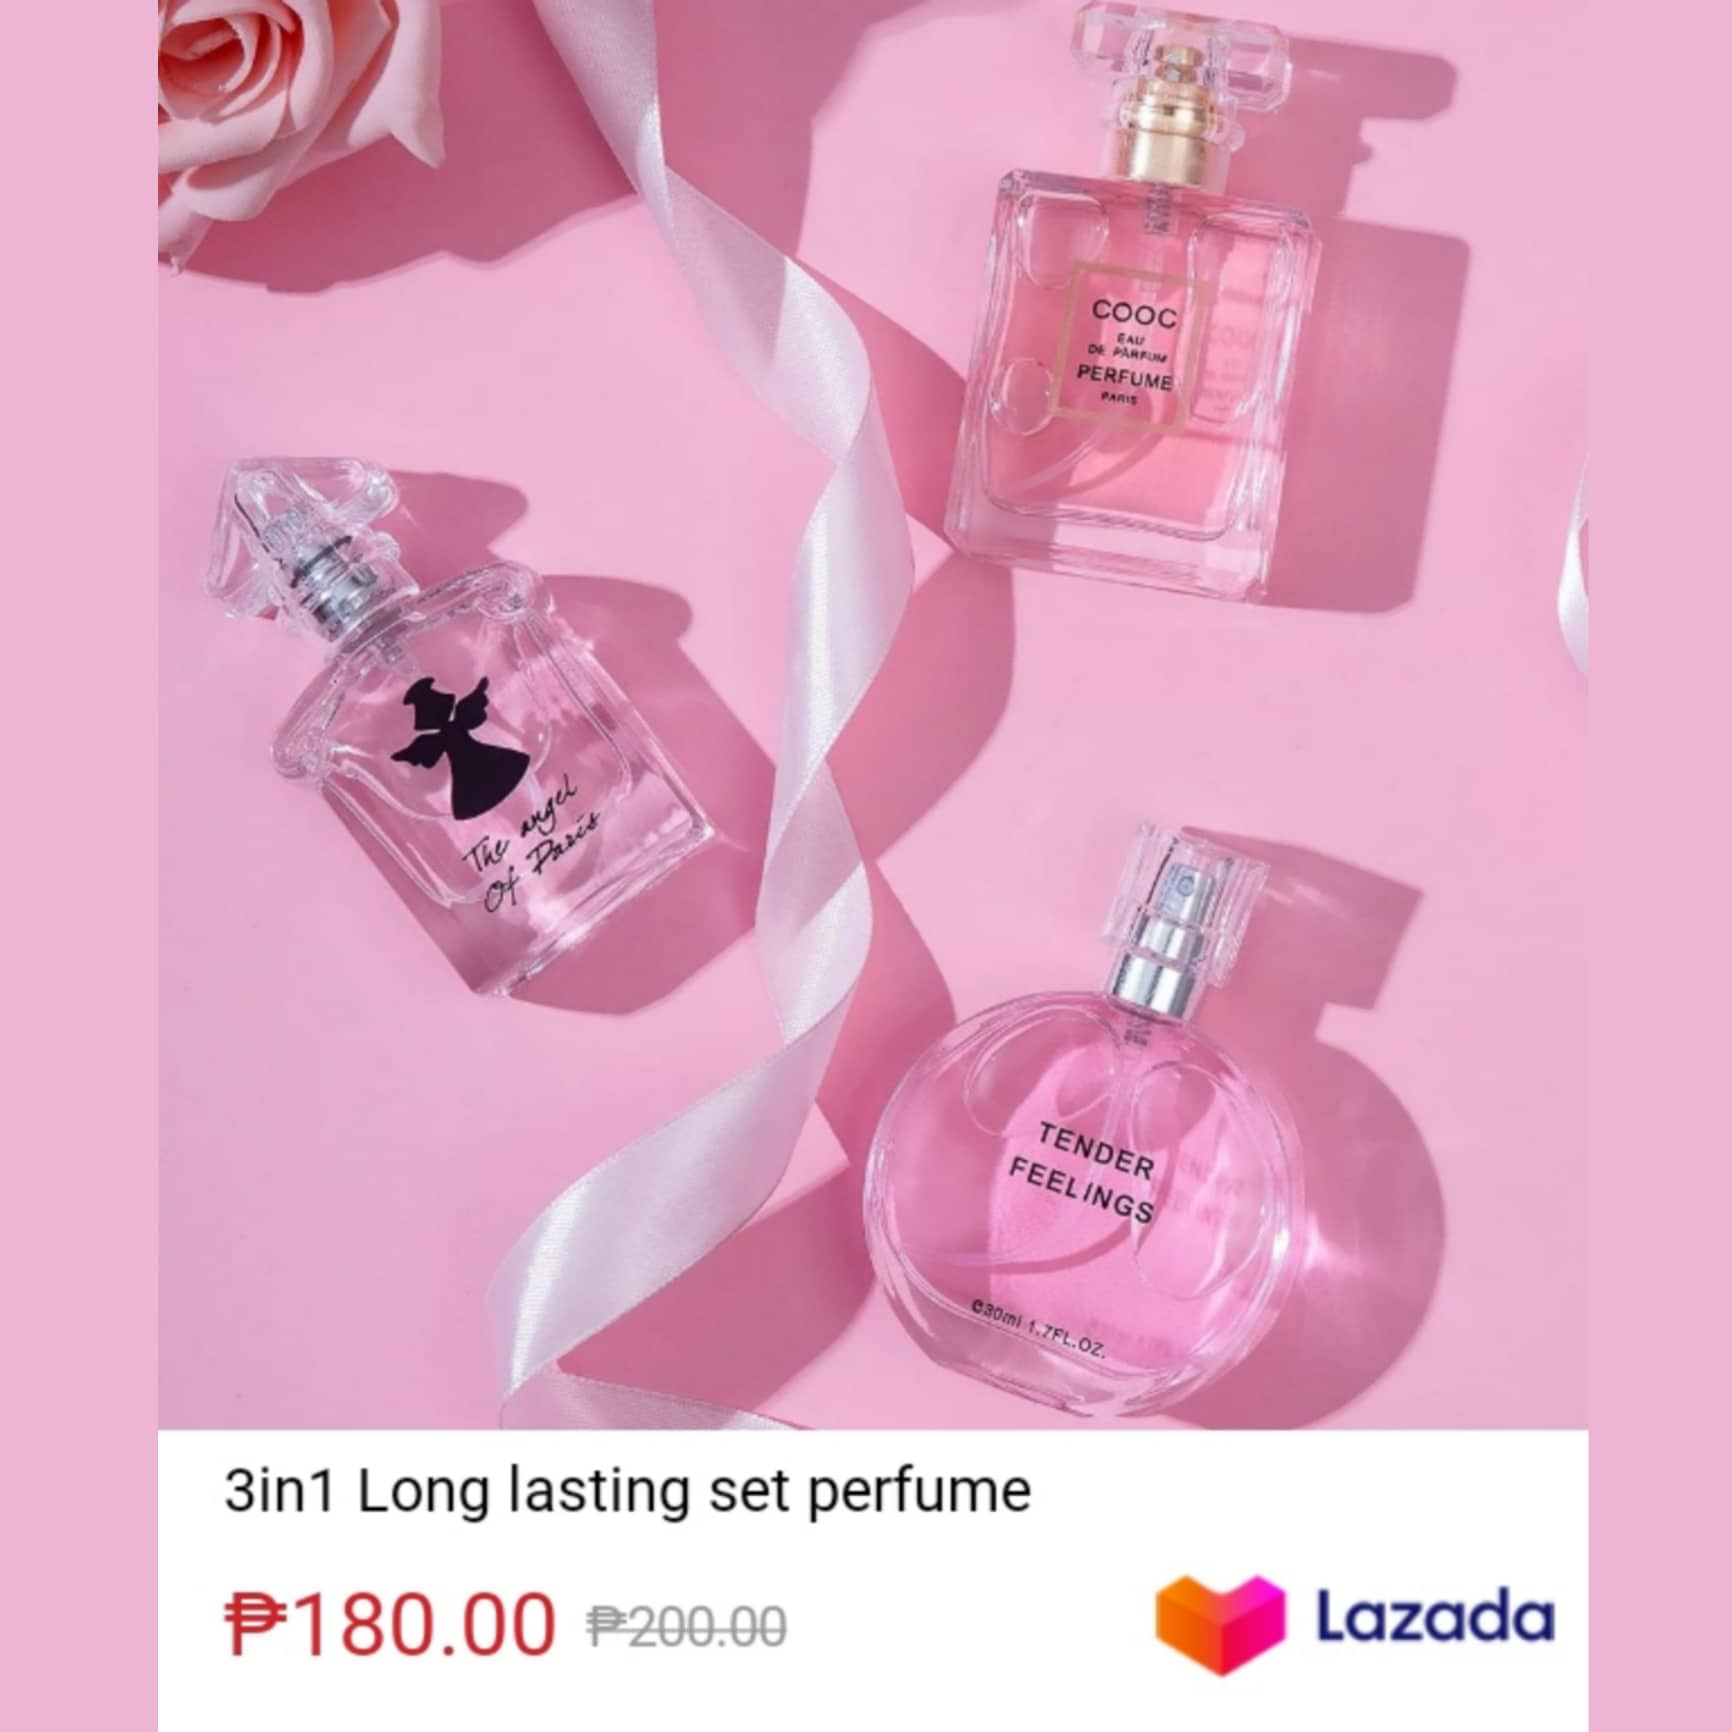 COOC
EAU
DE PARFUM
PERFUME
PARIS
The angel
Of Paris
TENDER
FEELINGS
e30ml 1.7FL.OZ.
3in1 Long lasting set perfume
₱180.00 ₱200.00
Lazada